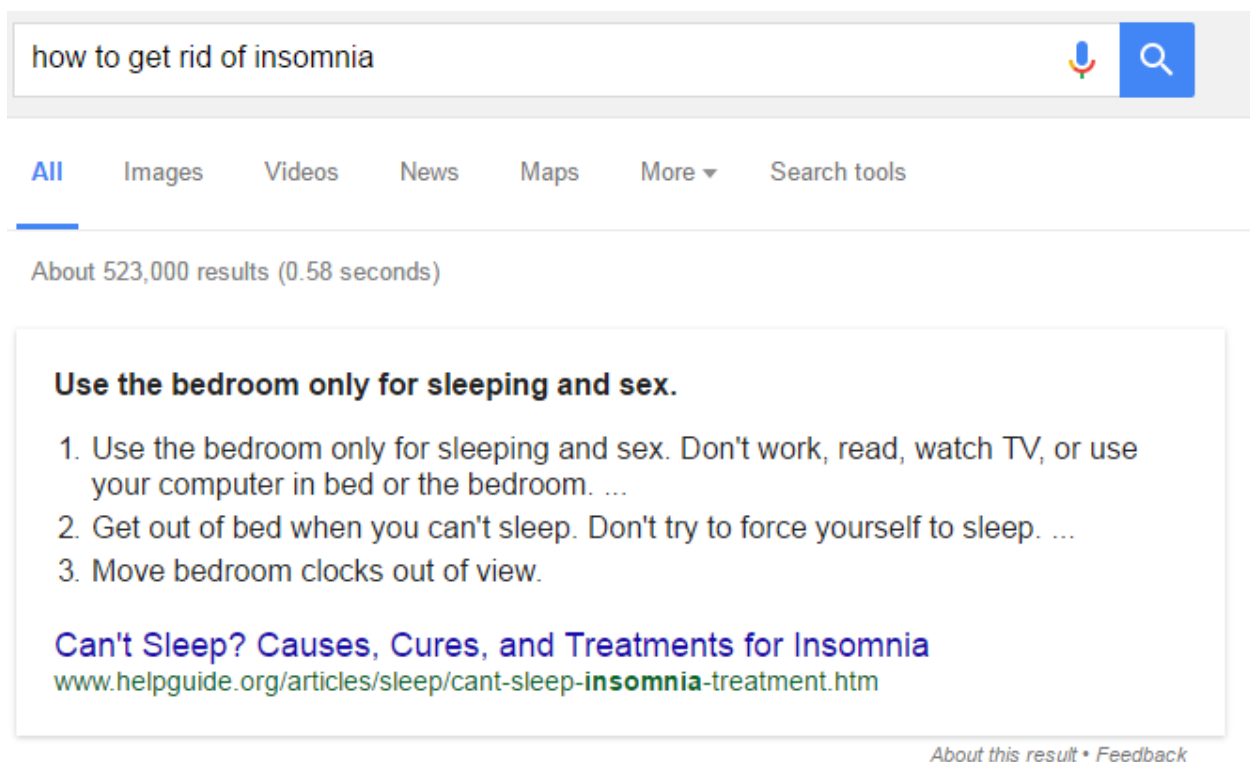 how to get rid of insomnia
All Images Videos News Maps More Search tools
About 523,000 results (0.58 seconds)
Use the bedroom only for sleeping and sex.
1. Use the bedroom only for sleeping and sex. Don't work, read, watch TV, or use
your computer in bed or the bedroom. ...
2. Get out of bed when you can't sleep. Don't try to force yourself to sleep. ...
3. Move bedroom clocks out of view.
Can't Sleep? Causes, Cures, and Treatments for Insomnia
www.helpguide.org/articles/sleep/cant-sleep-insomnia-treatment.htm
About this result • Feedback